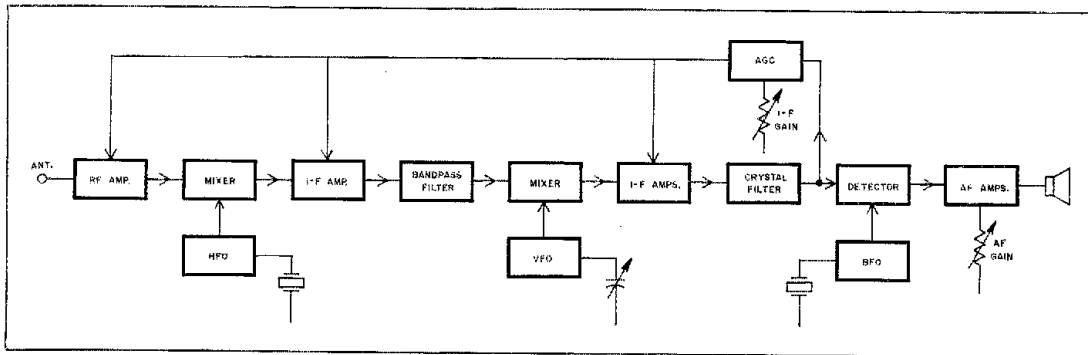 AGC
I-F
GAIN
ANT.
RF AMP.
MIXER
I-F AMP.
BANDPASS
FILTER
MIXER
I-F AMPS.
CRYSTAL
FILTER
DETECTOR
AF AMPS.
HFO
VFO
BFO
AF
GAIN